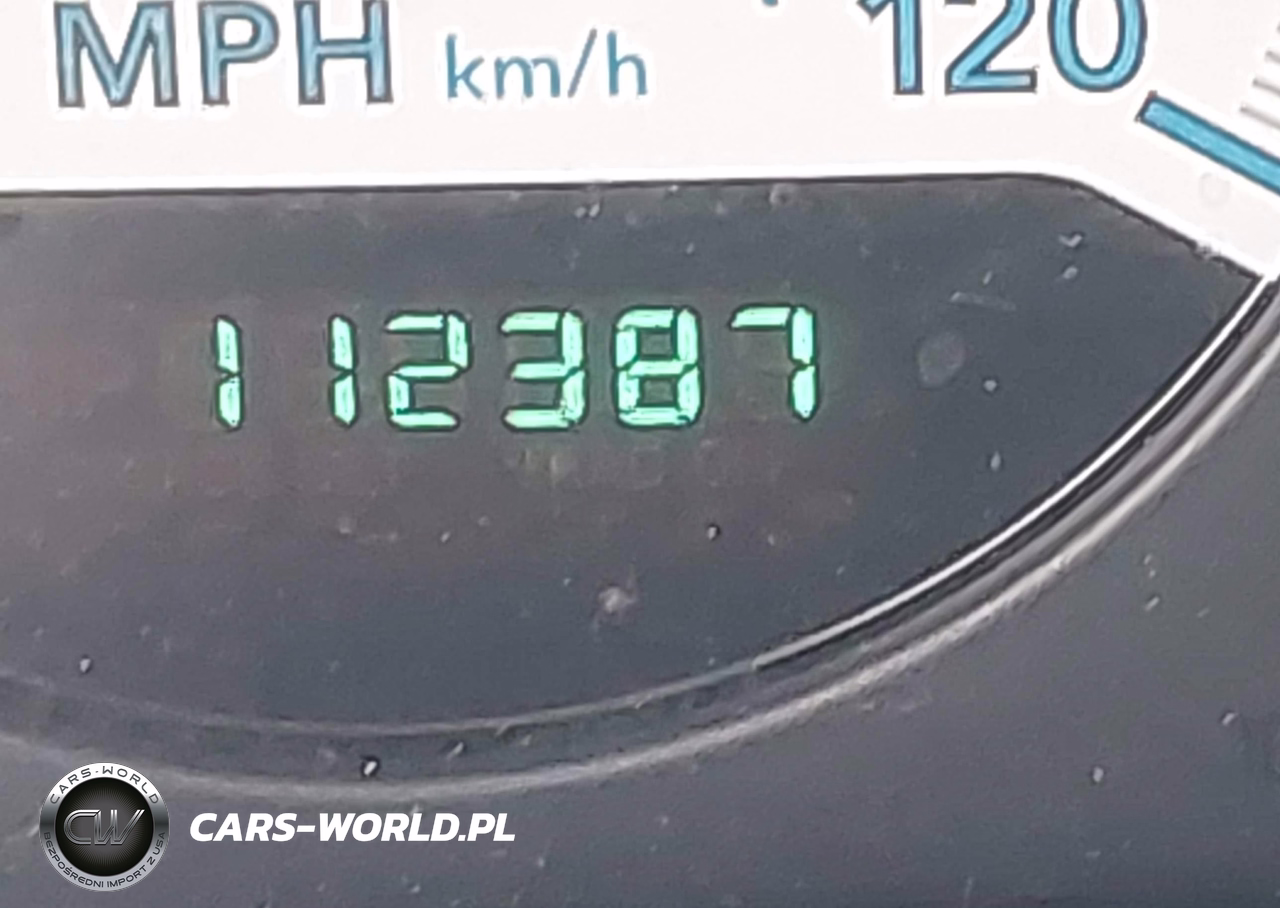 MPH km/h 120
112387
CARS-WORLD
CW
BEZPOŚREDNI IMPORT Z USA
CARS-WORLD.PL